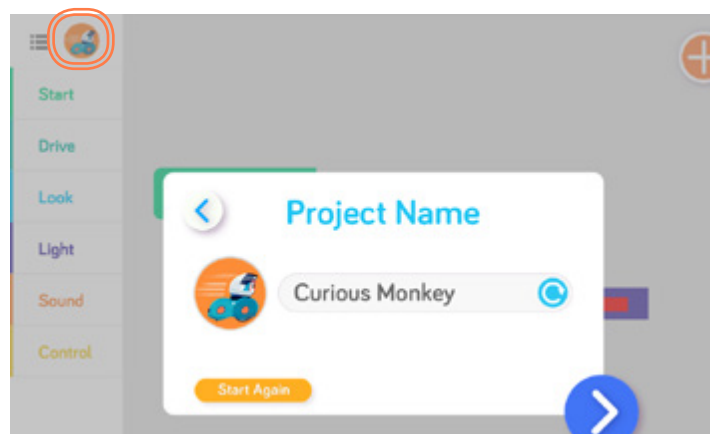 Start
Drive
Look
Light
Sound
Control
Project Name
Curious Monkey
Start Again